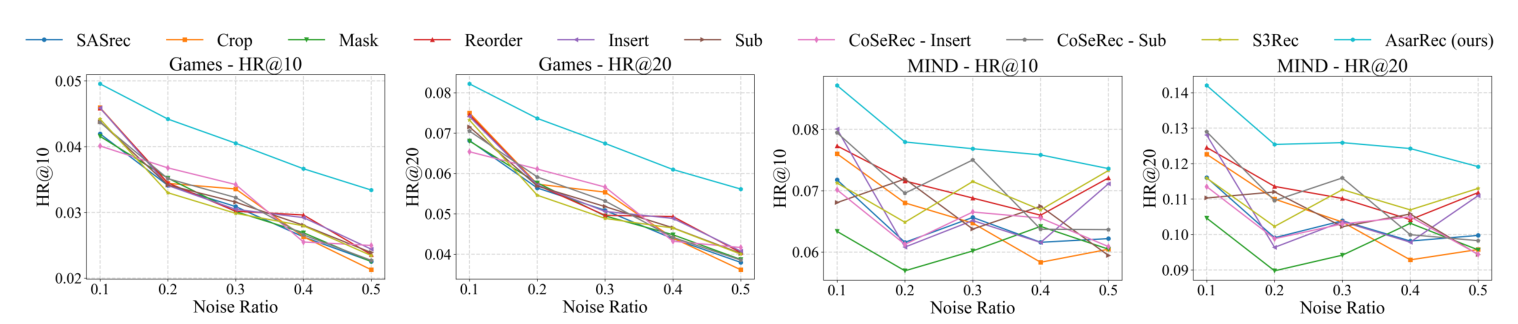 SASrec Crop Mask Reorder Insert Sub CoSeRec - Insert CoSeRec - Sub S3Rec AsarRec (ours)
Games - HR@10
HR@10
0.05
0.04
0.03
0.02
0.1 0.2 0.3 0.4 0.5
Noise Ratio
Games - HR@20
HR@20
0.08
0.07
0.06
0.05
0.04
0.1 0.2 0.3 0.4 0.5
Noise Ratio
MIND - HR@10
HR@10
0.08
0.07
0.06
0.1 0.2 0.3 0.4 0.5
Noise Ratio
MIND - HR@20
HR@20
0.14
0.13
0.12
0.11
0.10
0.09
0.1 0.2 0.3 0.4 0.5
Noise Ratio